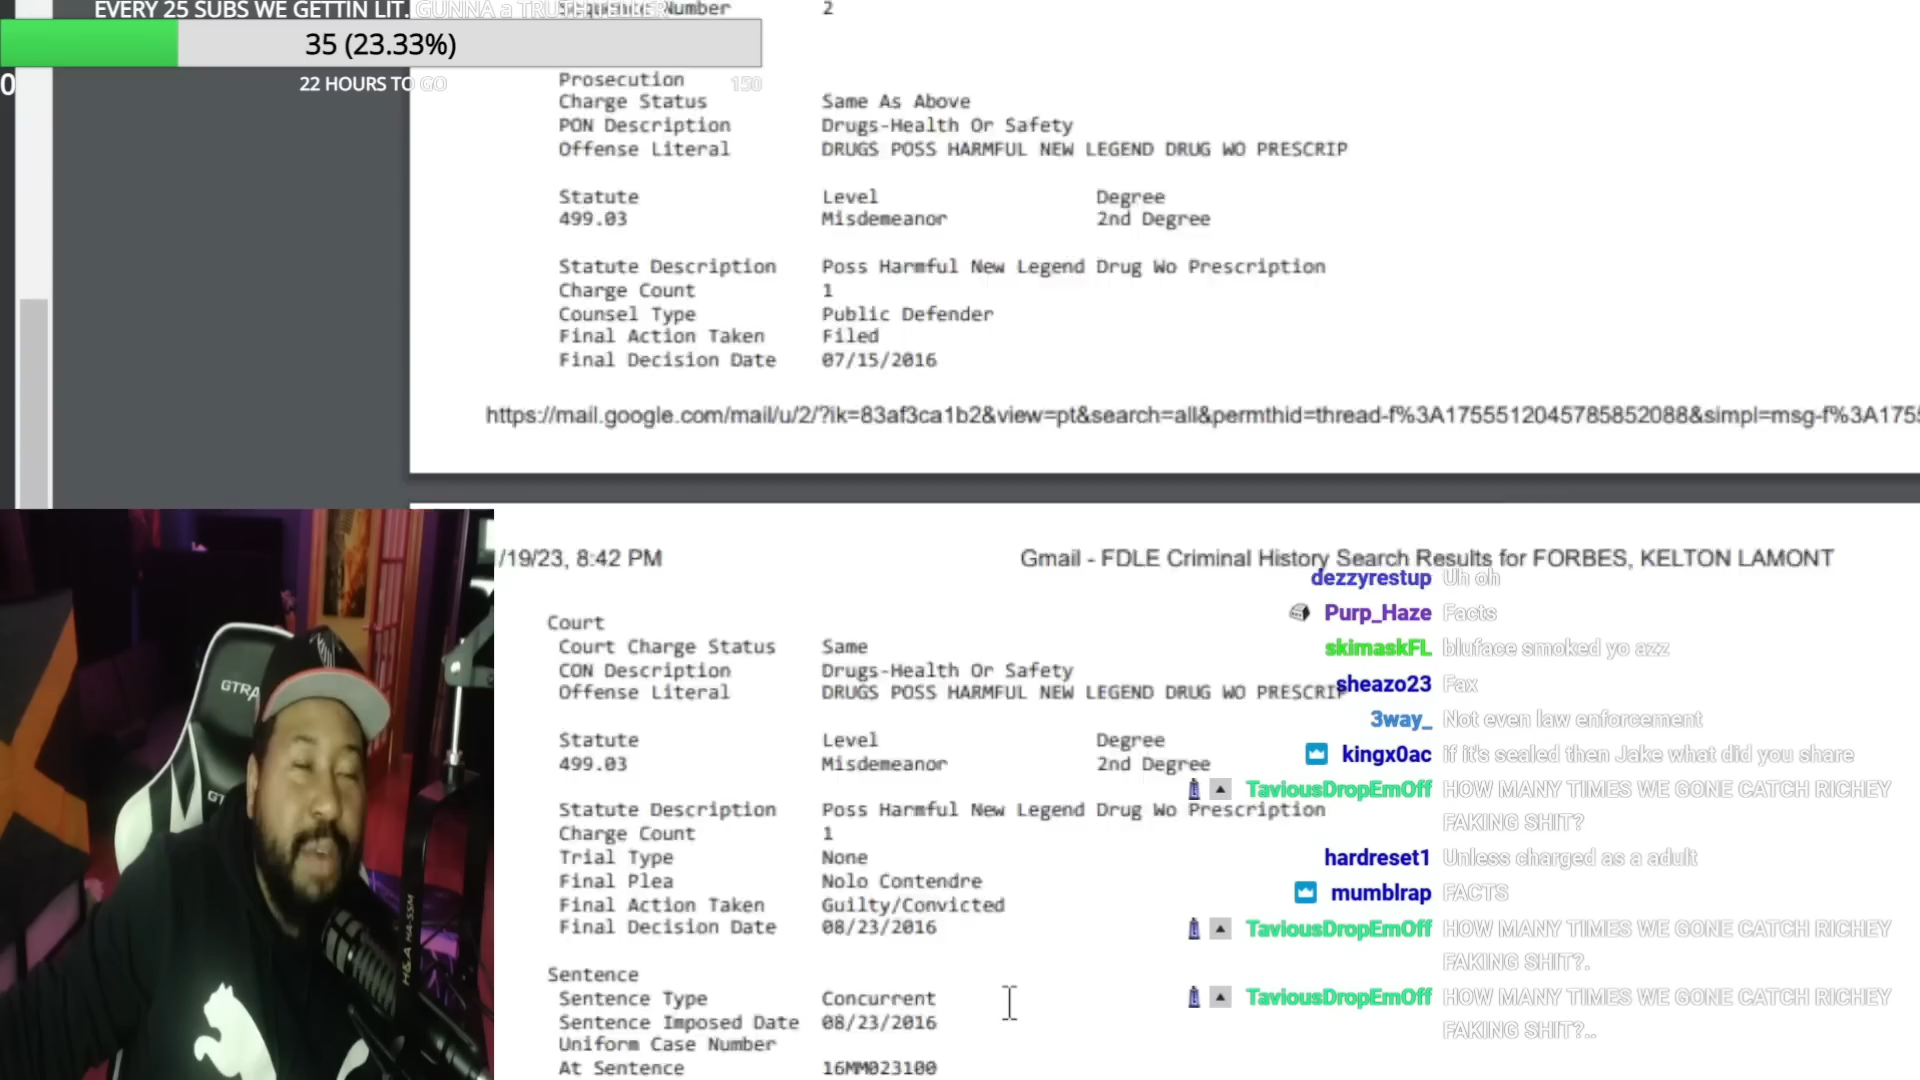 EVERY 25 SUBS WE GETTIN LIT. GUNNA a TRUTH TELLER
Sequence Number 2
35 (23.33%)
0 22 HOURS TO GO 150
Prosecution
Charge Status Same As Above
PON Description Drugs-Health Or Safety
Offense Literal DRUGS POSS HARMFUL NEW LEGEND DRUG WO PRESCRIP
Statute Level Degree
499.03 Misdemeanor 2nd Degree
Statute Description Poss Harmful New Legend Drug Wo Prescription
Charge Count 1
Counsel Type Public Defender
Final Action Taken Filed
Final Decision Date 07/15/2016
https://mail.google.com/mail/u/2/?ik=83af3ca1b2&view=pt&search=all&permthid=thread-f%3A1755512045785852088&simpl=msg-f%3A1755
/19/23, 8:42 PM Gmail - FDLE Criminal History Search Results for FORBES, KELTON LAMONT
Court
Court Charge Status Same
CON Description Drugs-Health Or Safety
Offense Literal DRUGS POSS HARMFUL NEW LEGEND DRUG WO PRESCRIP
Statute Level Degree
499.03 Misdemeanor 2nd Degree
Statute Description Poss Harmful New Legend Drug Wo Prescription
Charge Count 1
Trial Type None
Final Plea Nolo Contendre
Final Action Taken Guilty/Convicted
Final Decision Date 08/23/2016
Sentence
Sentence Type Concurrent
Sentence Imposed Date 08/23/2016
Uniform Case Number
At Sentence 16MM023100
dezzyrestup Uh oh
Purp_Haze Facts
skimaskFL bluface smoked yo azz
sheazo23 Fax
3way_ Not even law enforcement
kingx0ac if it's sealed then Jake what did you share
TaviousDropEmOff HOW MANY TIMES WE GONE CATCH RICHEY
FAKING SHIT?
hardreset1 Unless charged as a adult
mumblrap FACTS
TaviousDropEmOff HOW MANY TIMES WE GONE CATCH RICHEY
FAKING SHIT?.
TaviousDropEmOff HOW MANY TIMES WE GONE CATCH RICHEY
FAKING SHIT?..
GTRA
GT
H&A HA-SSM